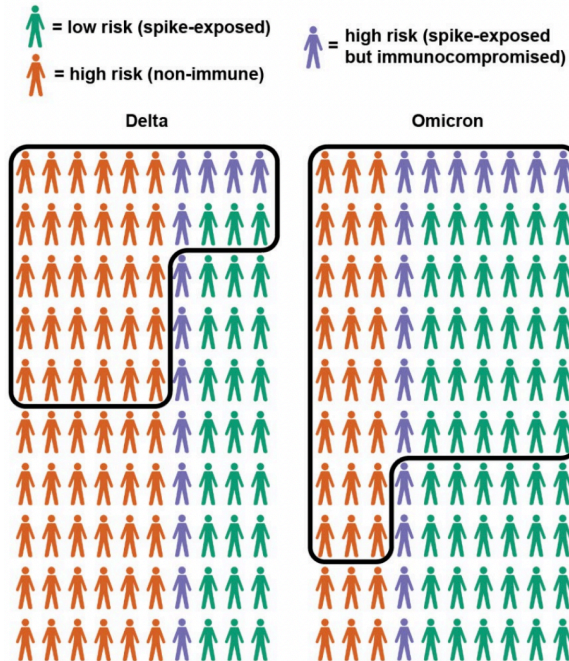 = low risk (spike-exposed)
= high risk (non-immune)
= high risk (spike-exposed
but immunocompromised)
Delta
Omicron